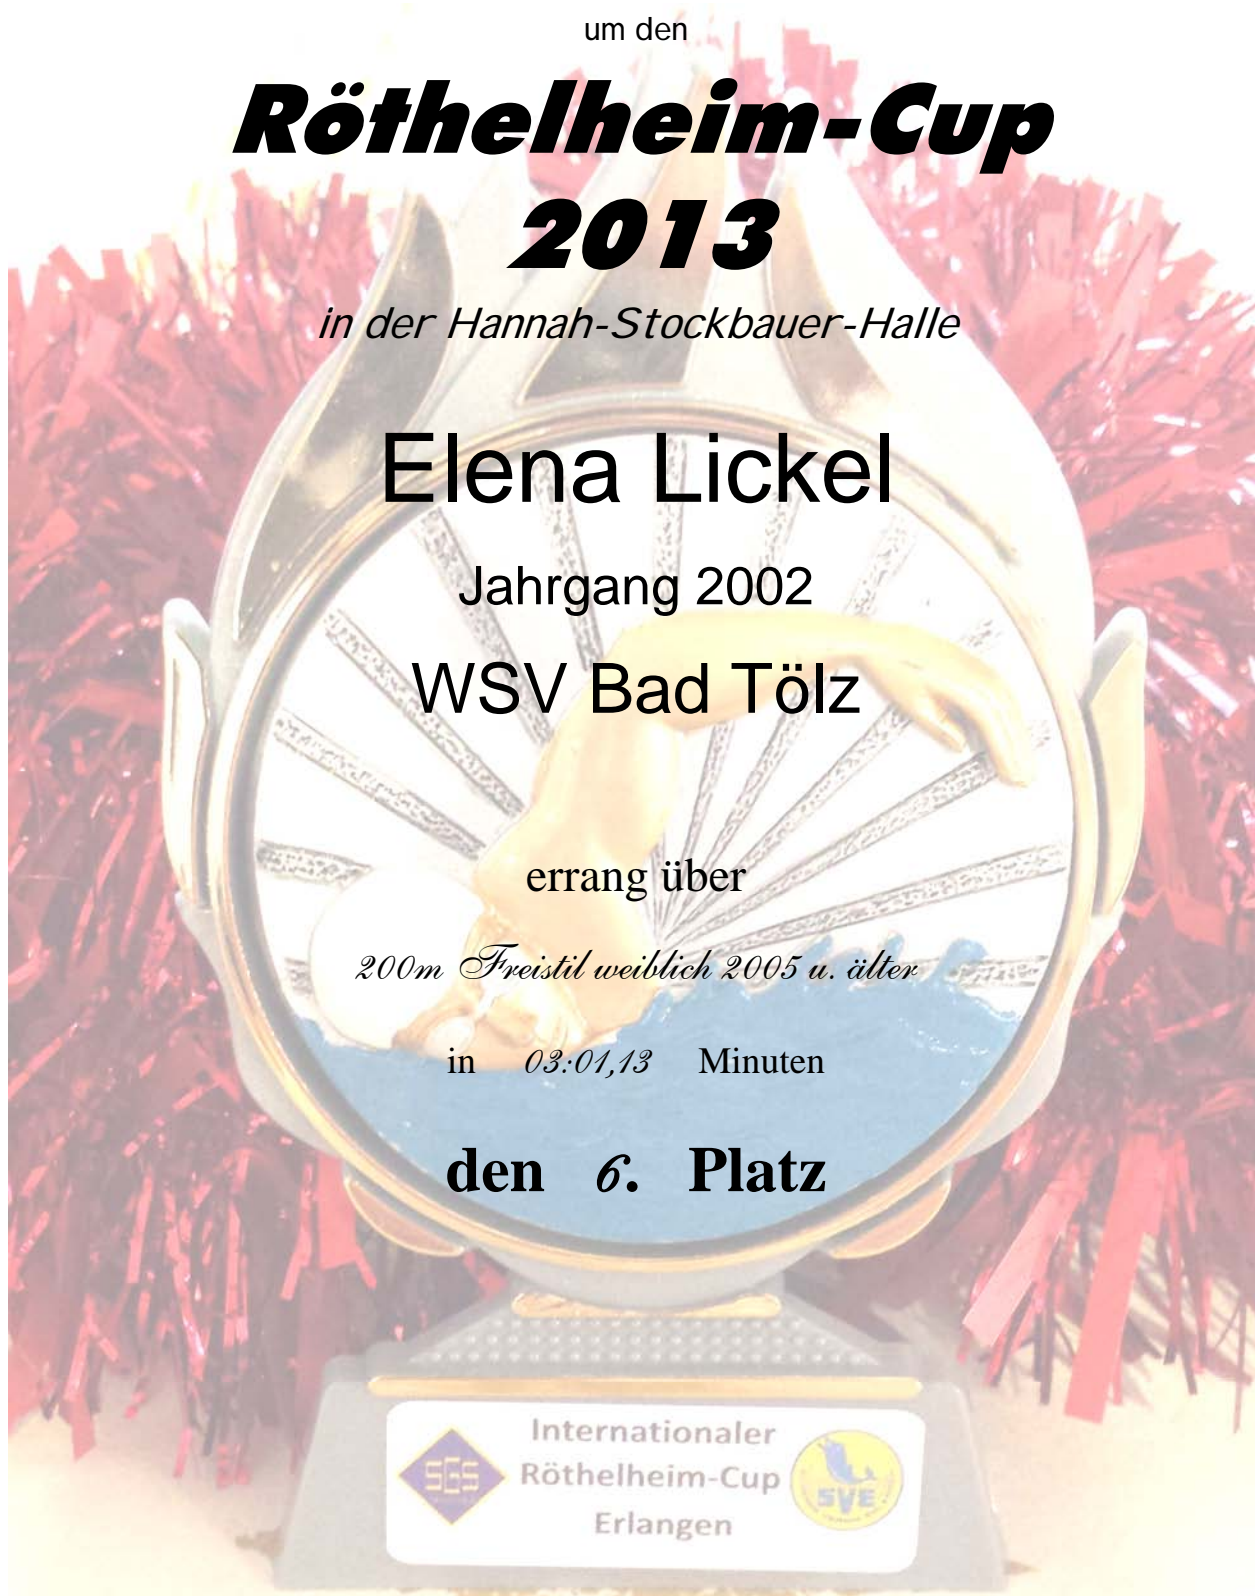 um den
Röthelheim-Cup
2013
in der Hannah-Stockbauer-Halle
Elena Lickel
Jahrgang 2002
WSV Bad Tölz
errang über
200m Freistil weiblich 2005 u. älter
in 03:01,13 Minuten
den 6. Platz
Internationaler
SGS Röthelheim-Cup SVE
Erlangen